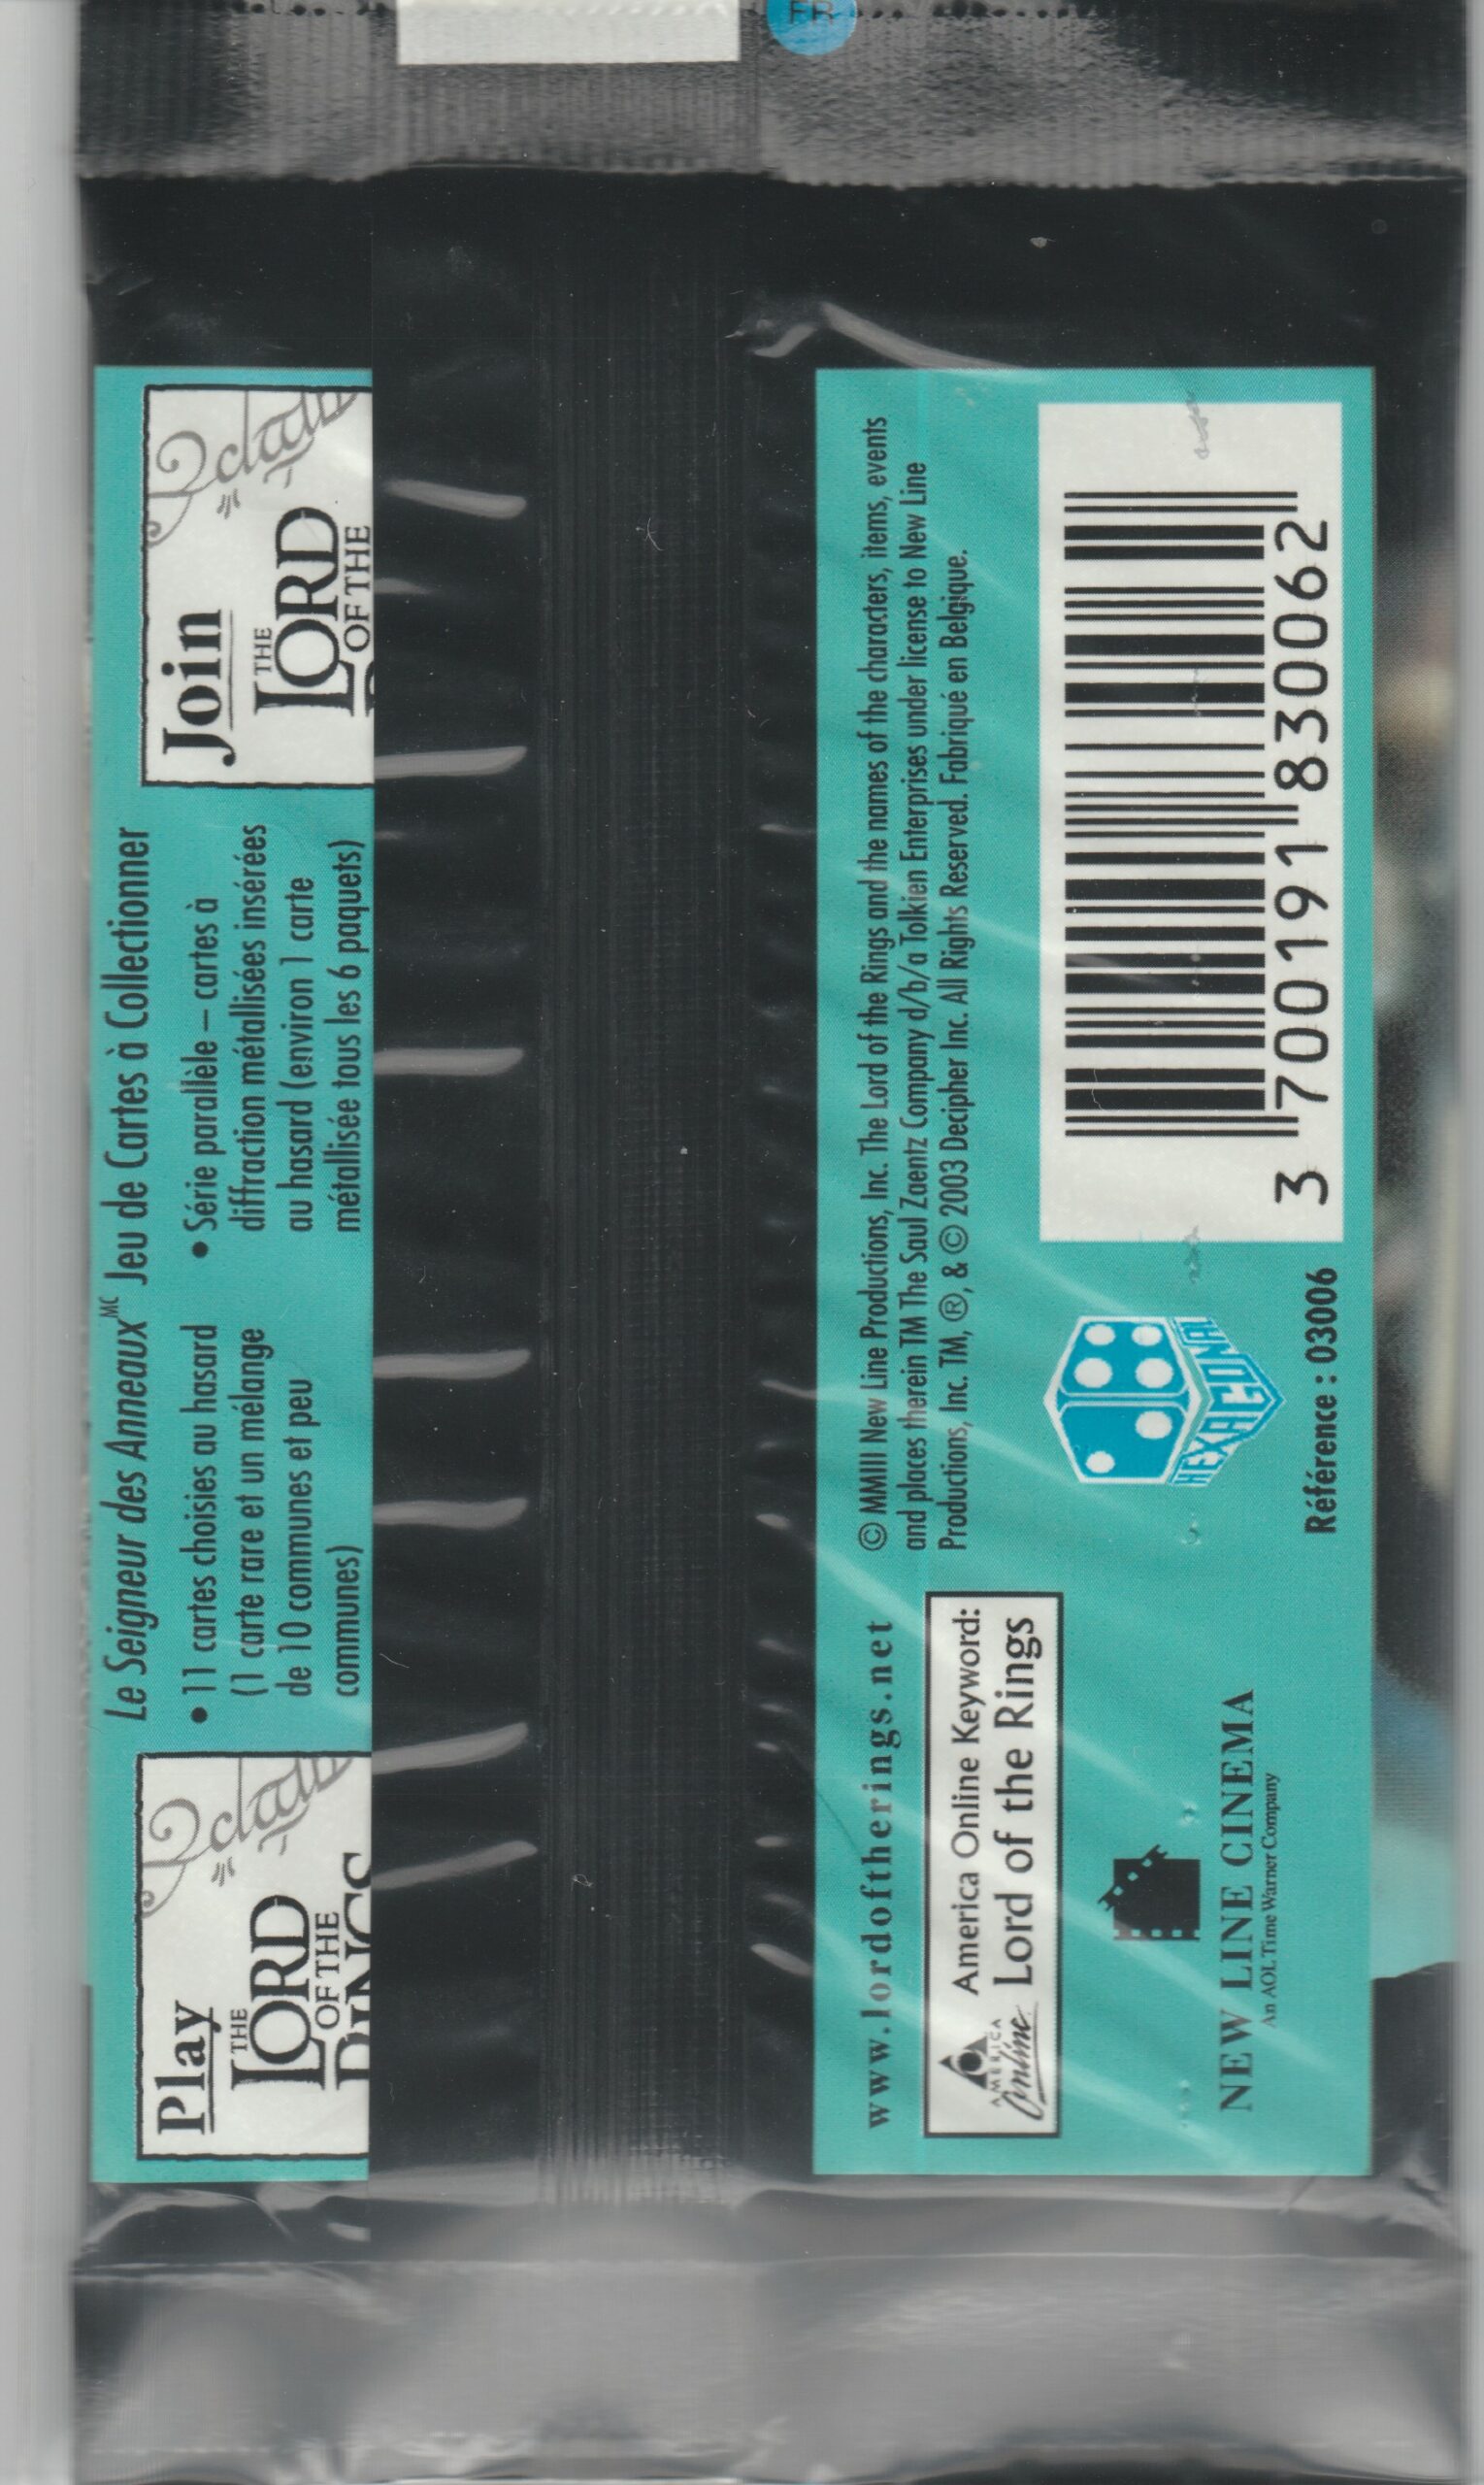 FR
Play
THE
LORD
OF THE
RINGS
Le Seigneur des Anneaux MC Jeu de Cartes à Collectionner
• 11 cartes choisies au hasard
(1 carte rare et un mélange
de 10 communes et peu
communes)
• Série parallèle – cartes à
diffraction métallisées insérées
au hasard (environ 1 carte
métallisée tous les 6 paquets)
Join
THE
LORD
OF THE
www.lordoftherings.net
AMERICA
Online
America Online Keyword:
Lord of the Rings
NEW LINE CINEMA
An AOL Time Warner Company
© MMIII New Line Productions, Inc. The Lord of the Rings and the names of the characters, items, events
and places therein TM The Saul Zaentz Company d/b/a Tolkien Enterprises under license to New Line
Productions, Inc. TM, ®, & © 2003 Decipher Inc. All Rights Reserved. Fabriqué en Belgique.
HEXAGONAL
Référence : 03006
3 700191 830062